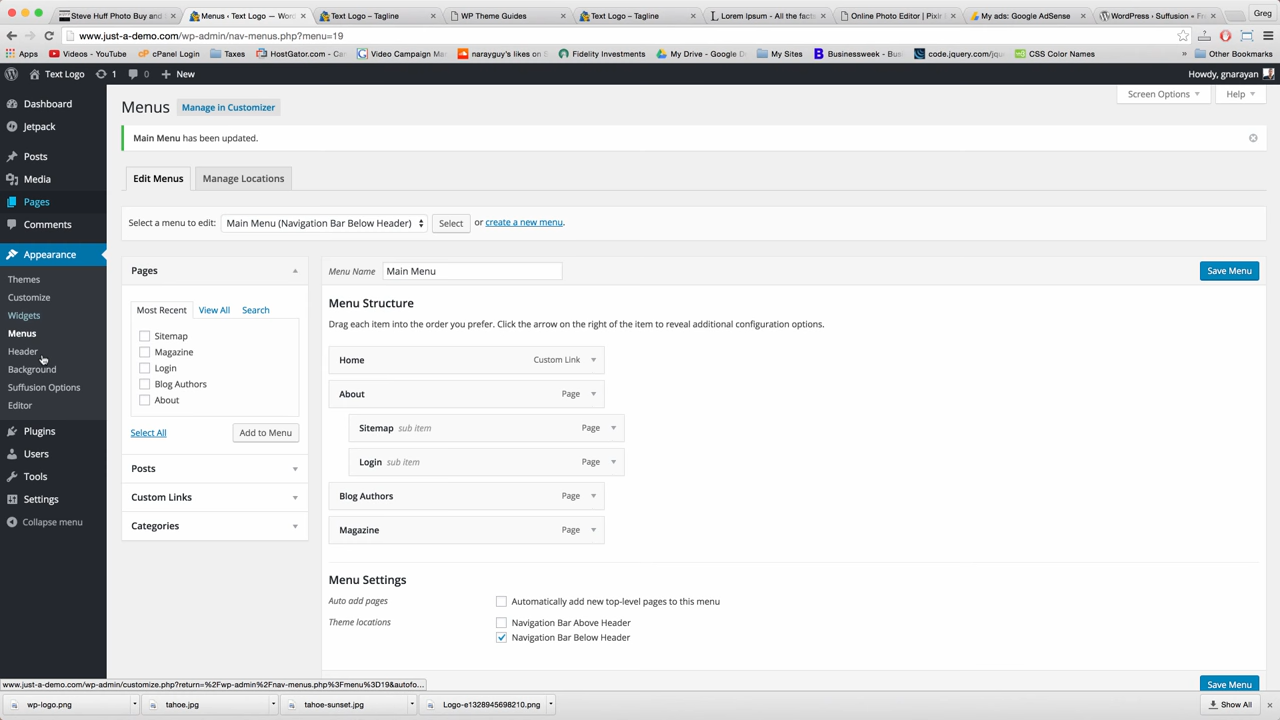 Steve Huff Photo Buy and
Menus ‹ Text Logo — Wor
Text Logo – Tagline
WP Theme Guides
Text Logo – Tagline
Lorem Ipsum - All the facts
Online Photo Editor | Pixlr
My ads: Google AdSense
WordPress › Suffusion « Fr
Greg
www.just-a-demo.com/wp-admin/nav-menus.php?menu=19
Apps
Videos - YouTube
Taxes
cPanel Login
HostGator.com - We
Video Campaign Man
narayguy's likes on S
Fidelity Investments
My Drive - Google D
My Sites
Businessweek - Busi
code.jquery.com/jqu
CSS Color Names
»
Other Bookmarks
Text Logo
1
0
New
Howdy, gnarayan
Dashboard
Jetpack
Posts
Media
Pages
Comments
Appearance
Themes
Customize
Widgets
Menus
Header
Background
Suffusion Options
Editor
Plugins
Users
Tools
Settings
Collapse menu
Menus
Manage in Customizer
Screen Options
Help
Main Menu has been updated.
Edit Menus
Manage Locations
Select a menu to edit:
Main Menu (Navigation Bar Below Header)
Select
or create a new menu.
Pages
Most Recent
View All
Search
Sitemap
Magazine
Login
Blog Authors
About
Select All
Add to Menu
Posts
Custom Links
Categories
Menu Name
Main Menu
Save Menu
Menu Structure
Drag each item into the order you prefer. Click the arrow on the right of the item to reveal additional configuration options.
Home
Custom Link
About
Page
Sitemap sub item
Page
Login sub item
Page
Blog Authors
Page
Magazine
Page
Menu Settings
Auto add pages
Automatically add new top-level pages to this menu
Theme locations
Navigation Bar Above Header
Navigation Bar Below Header
Save Menu
www.just-a-demo.com/wp-admin/customize.php?return=%2Fwp-admin%2Fnav-menus.php%3Fmenu%3D19&autofo...
wp-logo.png
tahoe.jpg
tahoe-sunset.jpg
Logo-e1328945698210.png
Show All